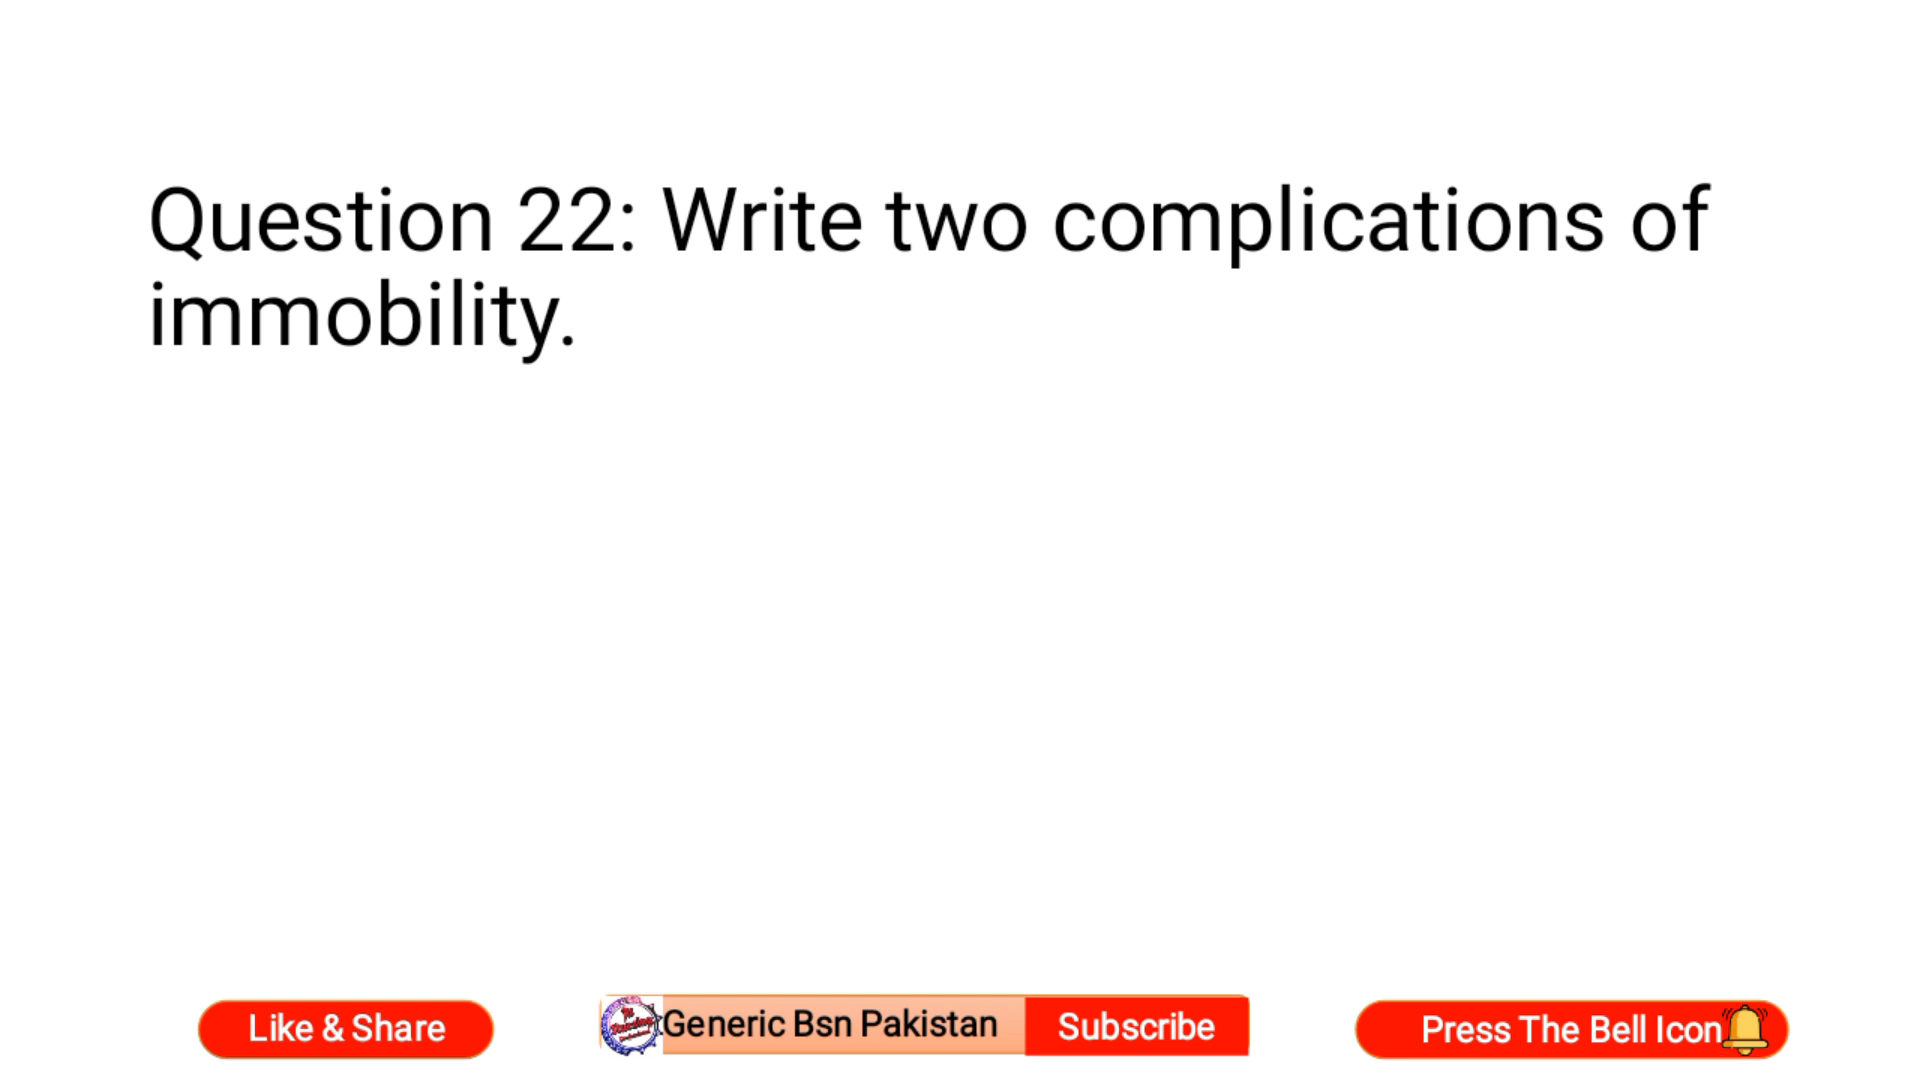 Question 22: Write two complications of
immobility.
Like & Share
Generic Bsn Pakistan
Subscribe
Press The Bell Icon